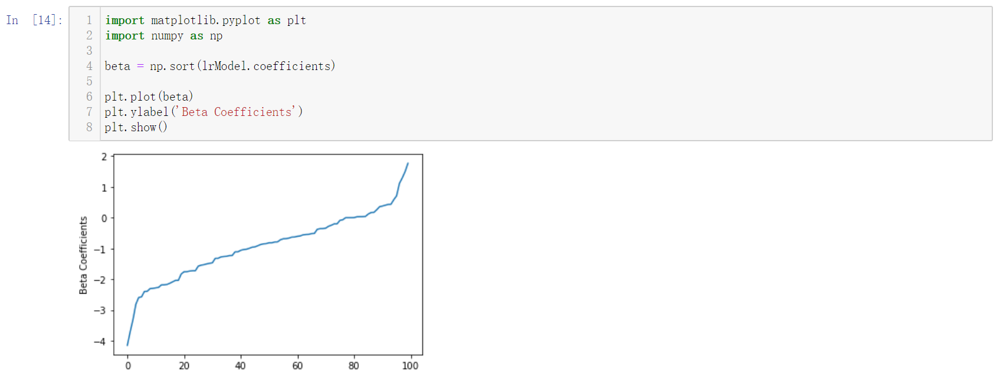 In [14]:
1 import matplotlib.pyplot as plt
2 import numpy as np
3
4 beta = np.sort(lrModel.coefficients)
5
6 plt.plot(beta)
7 plt.ylabel('Beta Coefficients')
8 plt.show()
2
1
0
−1
−2
−3
−4
Beta Coefficients
0 20 40 60 80 100